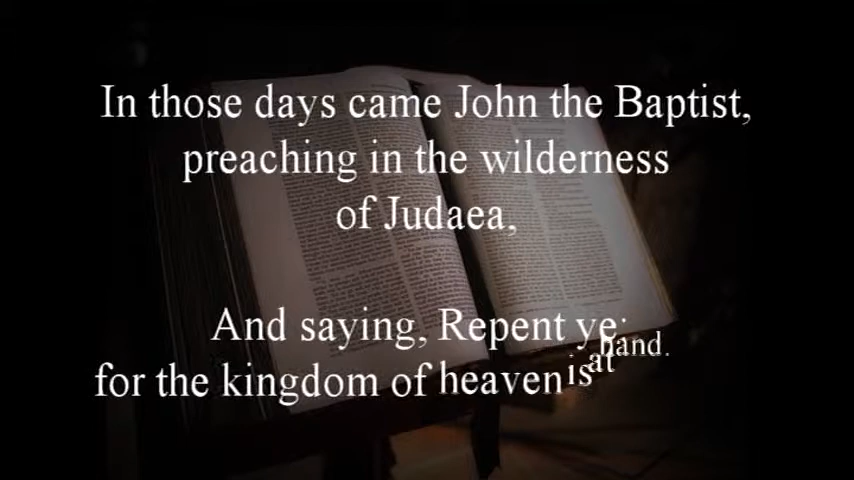 In those days came John the Baptist,
preaching in the wilderness
of Judaea,
And saying, Repent ye:
for the kingdom of heaven is at hand.